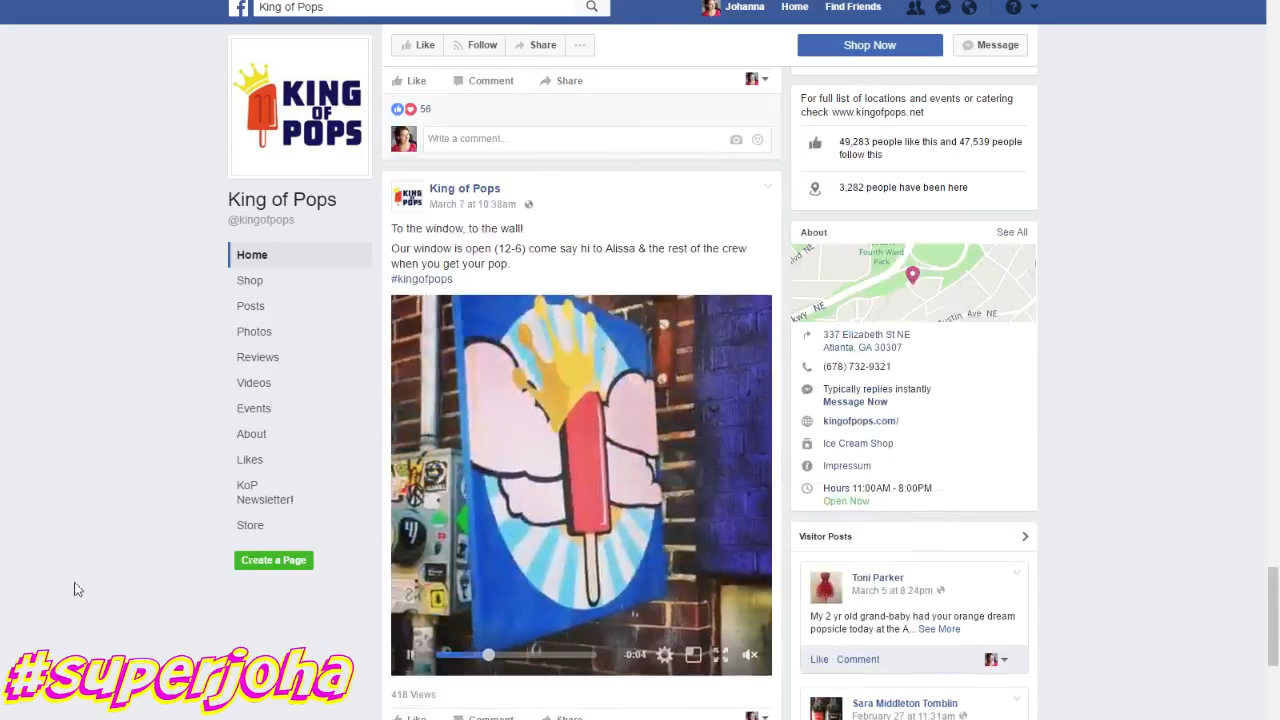 King of Pops
Johanna
Home
Find Friends
Like
Follow
Share
Shop Now
Message
Like
Comment
Share
56
Write a comment...
KING
OF
POPS
King of Pops
@kingofpops
Home
Shop
Posts
Photos
Reviews
Videos
Events
About
Likes
KoP
Newsletter!
Store
Create a Page
King of Pops
March 7 at 10:38am
To the window, to the wall!
Our window is open (12-6) come say hi to Alissa & the rest of the crew
when you get your pop.
#kingofpops
-0:04
418 Views
Like
Comment
Share
For full list of locations and events or catering
check www.kingofpops.net
49,283 people like this and 47,539 people
follow this
3,282 people have been here
About
See All
Fourth Ward
Park
kwy NE
Austin Ave NE
337 Elizabeth St NE
Atlanta, GA 30307
(678) 732-9321
Typically replies instantly
Message Now
kingofpops.com/
Ice Cream Shop
Impressum
Hours 11:00AM - 8:00PM
Open Now
Visitor Posts
Toni Parker
March 5 at 8:24pm
My 2 yr old grand-baby had your orange dream
popsicle today at the A... See More
Like · Comment
Sara Middleton Tomblin
February 27 at 11:31am
#superjoha